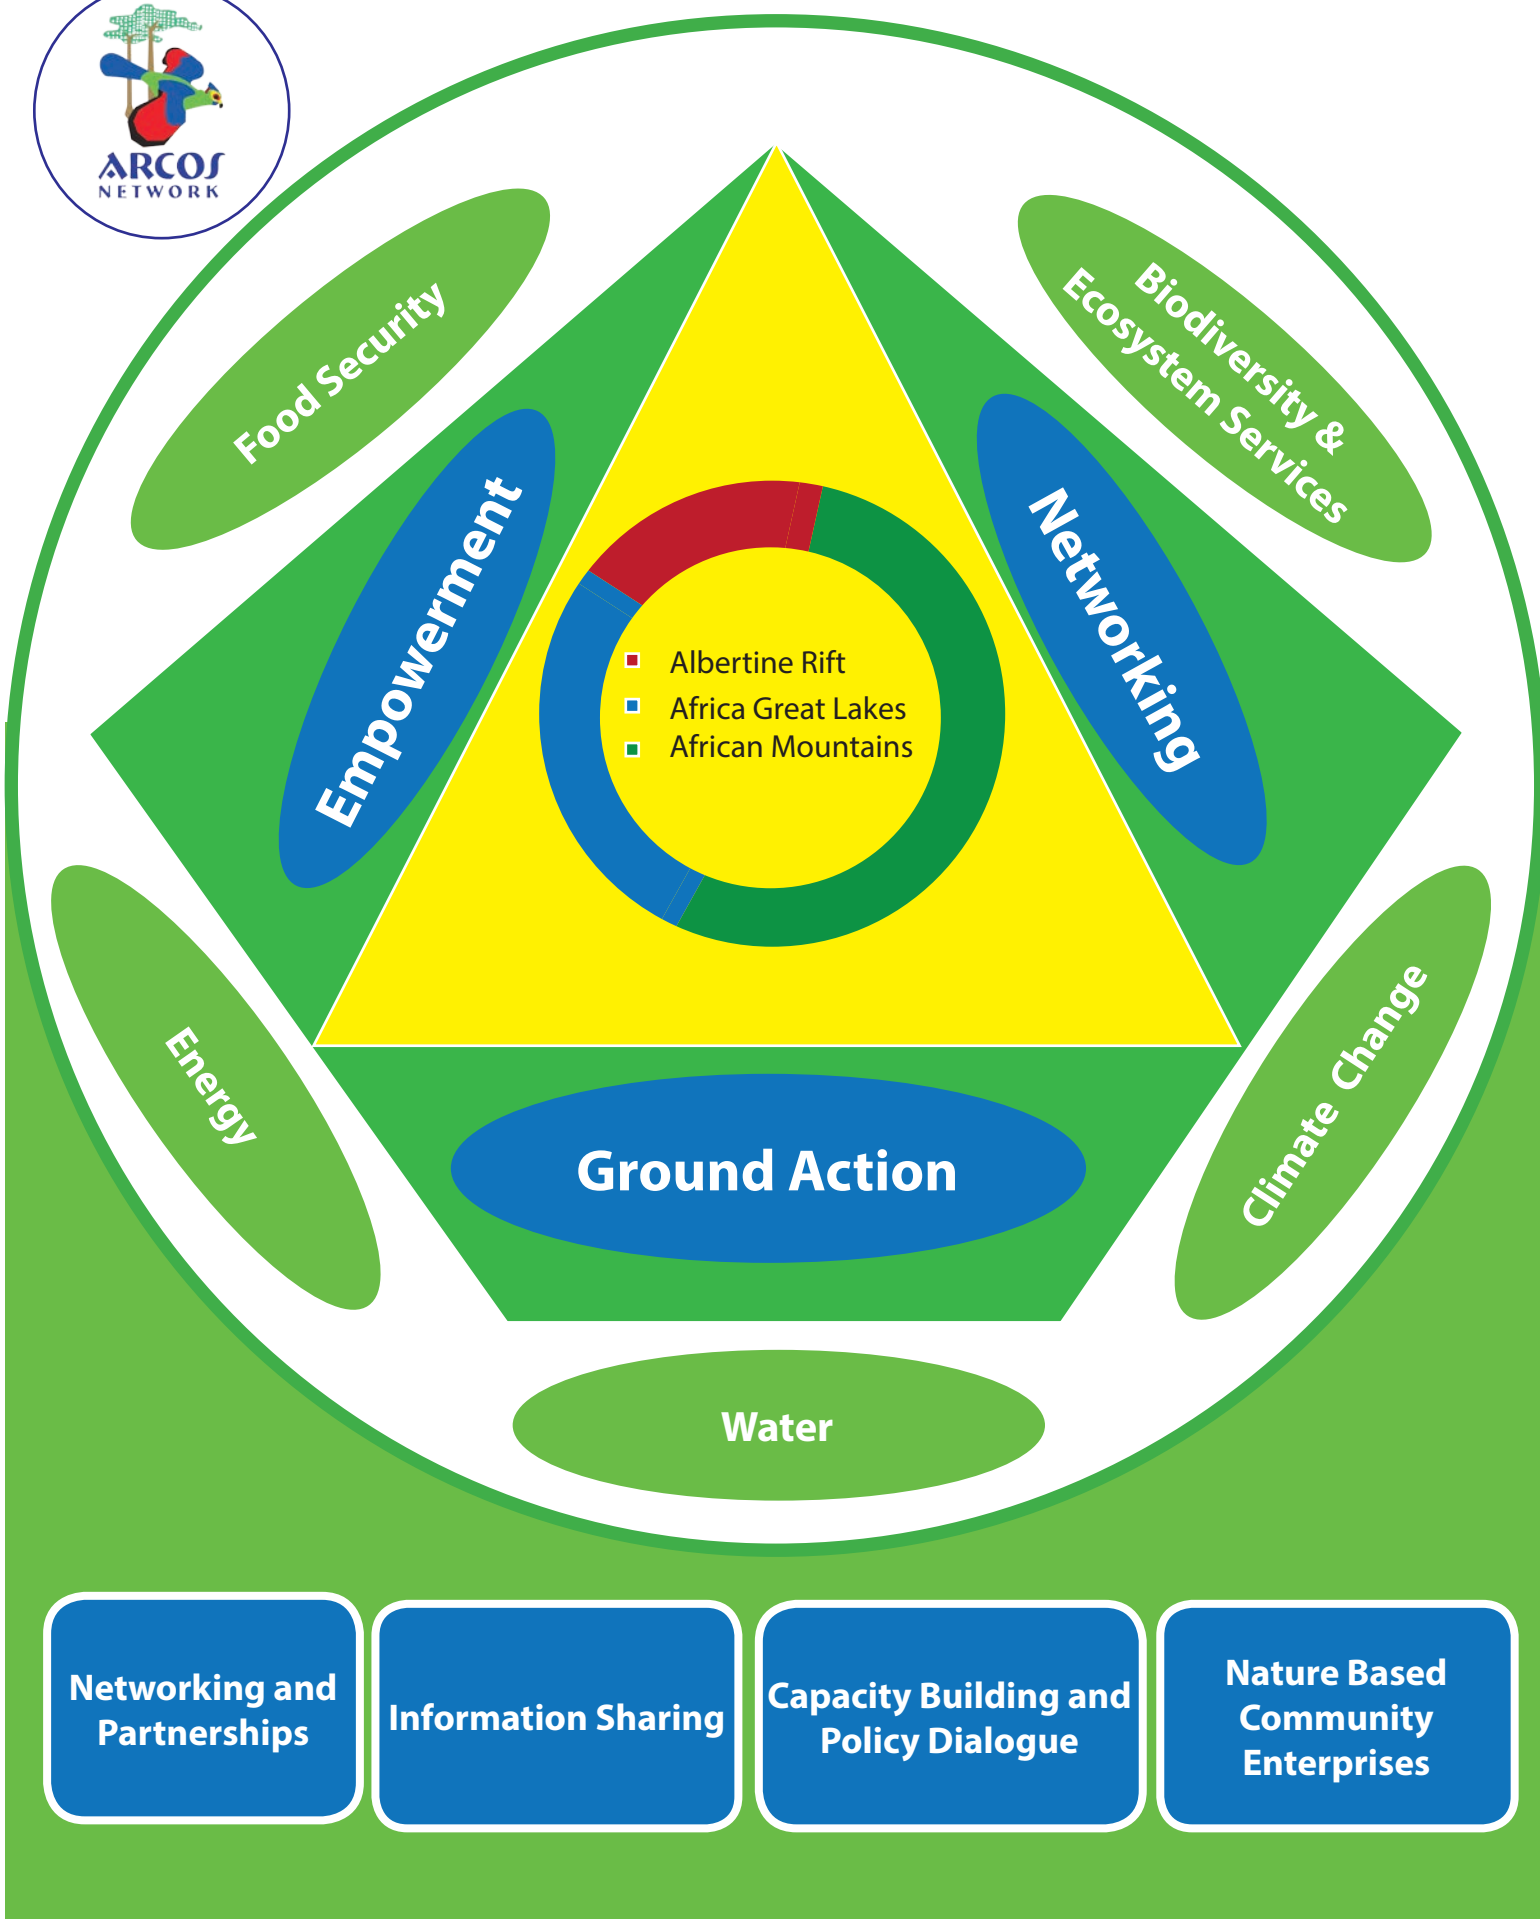 ARCOS
NETWORK
Food Security
Biodiversity &
Ecosystem Services
Empowerment
Networking
Albertine Rift
Africa Great Lakes
African Mountains
Energy
Climate Change
Ground Action
Water
Networking and
Partnerships
Information Sharing
Capacity Building and
Policy Dialogue
Nature Based
Community
Enterprises